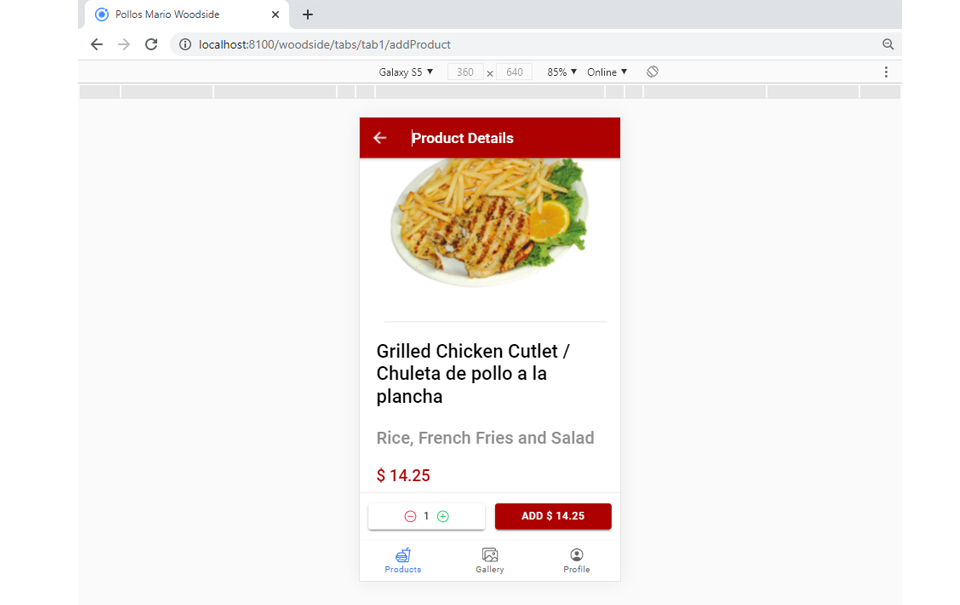 Pollos Mario Woodside
localhost:8100/woodside/tabs/tab1/addProduct
Galaxy S5 ▼ 360 x 640 85% ▼ Online ▼
Product Details
Grilled Chicken Cutlet /
Chuleta de pollo a la
plancha
Rice, French Fries and Salad
$ 14.25
1 ADD $ 14.25
Products Gallery Profile